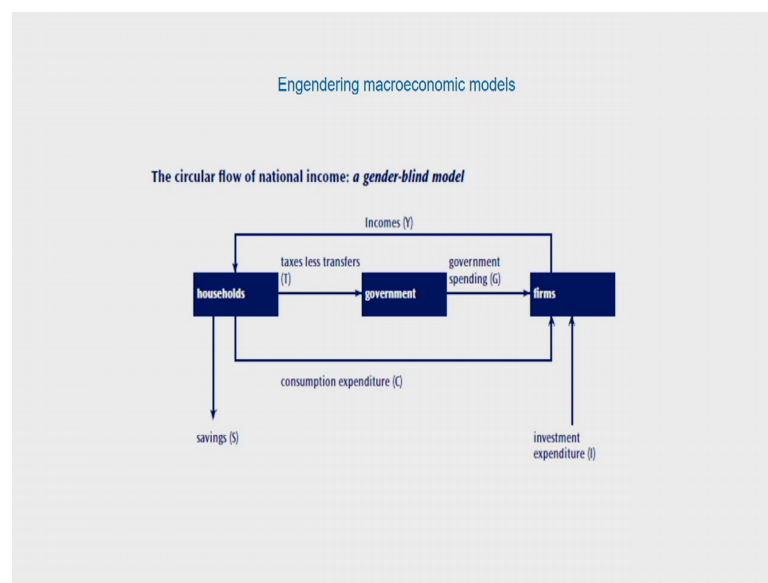 Engendering macroeconomic models
The circular flow of national income: a gender-blind model
Incomes (Y)
taxes less transfers
(T)
government
spending (G)
households
government
firms
consumption expenditure (C)
savings (S)
investment
expenditure (I)